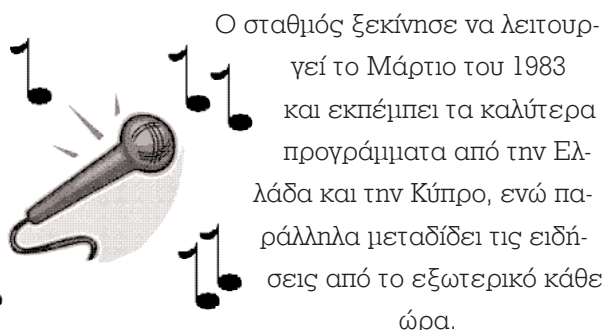 Ο σταθμός ξεκίνησε να λειτουρ-
γεί το Μάρτιο του 1983
και εκπέμπει τα καλύτερα
προγράμματα από την Ελ-
λάδα και την Κύπρο, ενώ πα-
ράλληλα μεταδίδει τις ειδή-
σεις από το εξωτερικό κάθε
ώρα.